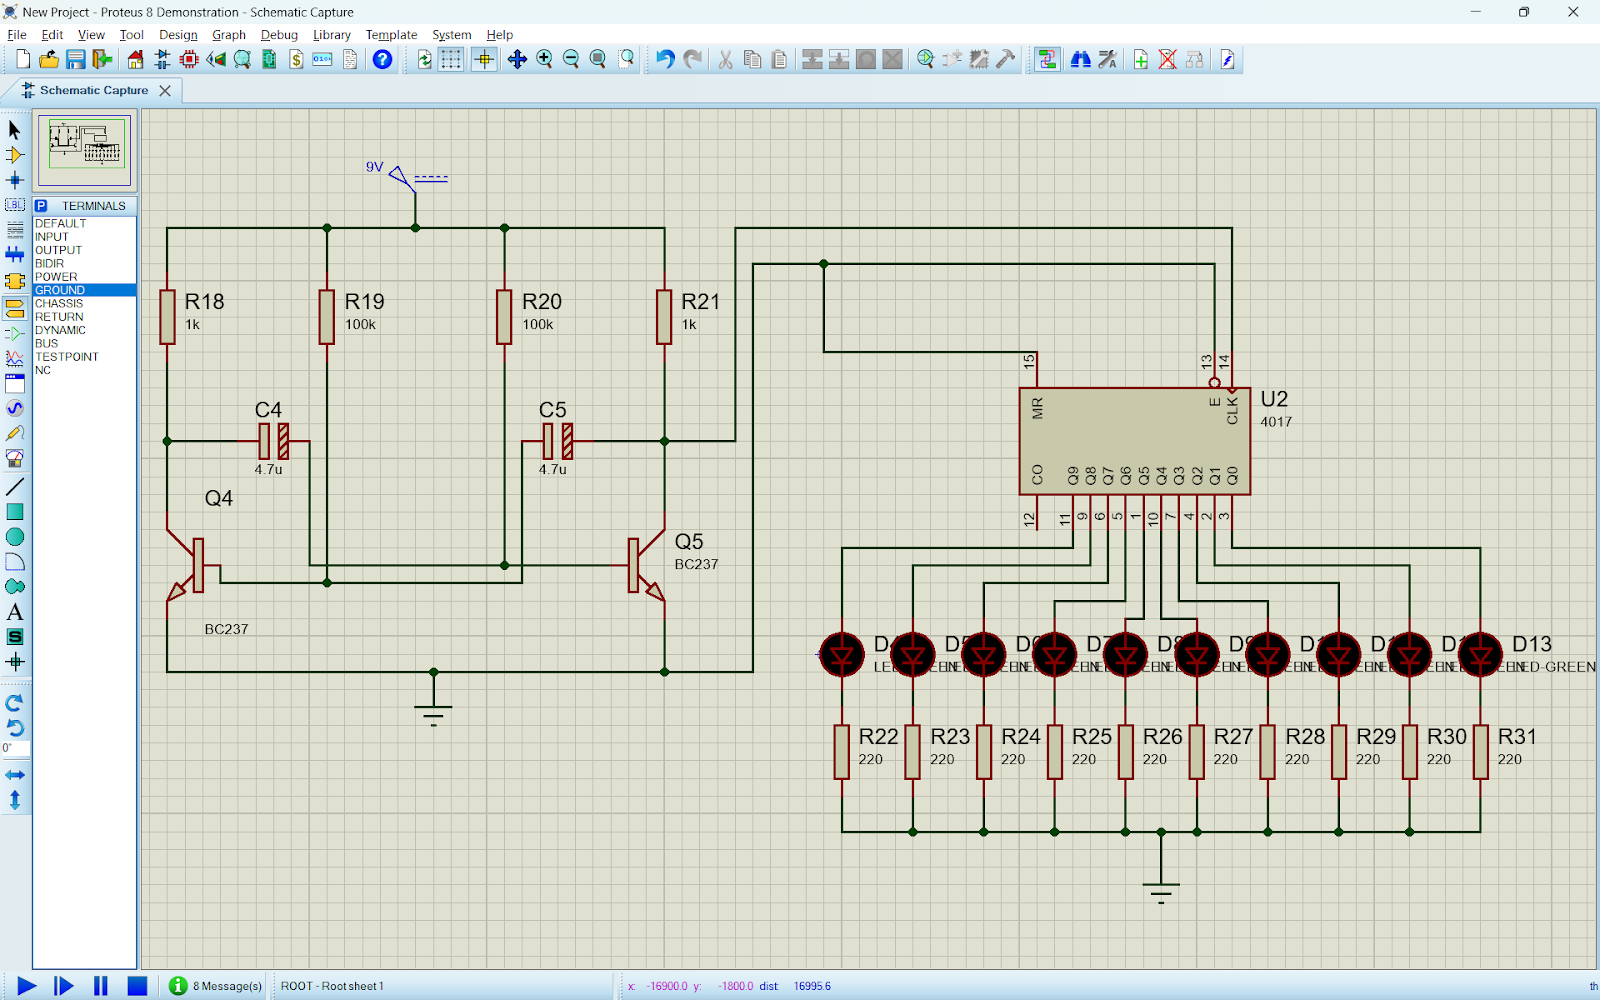 New Project - Proteus 8 Demonstration - Schematic Capture
File Edit View Tool Design Graph Debug Library Template System Help
Schematic Capture
TERMINALS
DEFAULT
INPUT
OUTPUT
BIDIR
POWER
GROUND
CHASSIS
RETURN
DYNAMIC
BUS
TESTPOINT
NC
LBL
P
A
S
0°
9V
R18
1k
R19
100k
R20
100k
R21
1k
C4
4.7u
C5
4.7u
Q4
BC237
Q5
BC237
15 13 14
MR E CLK
U2
4017
CO Q9 Q8 Q7 Q6 Q5 Q4 Q3 Q2 Q1 Q0
12 11 9 6 5 1 10 7 4 2 3
D13
LED-GREEN
R22 R23 R24 R25 R26 R27 R28 R29 R30 R31
220 220 220 220 220 220 220 220 220 220
8 Message(s) ROOT - Root sheet 1 x: -16900.0 y: -1800.0 dist: 16995.6 th